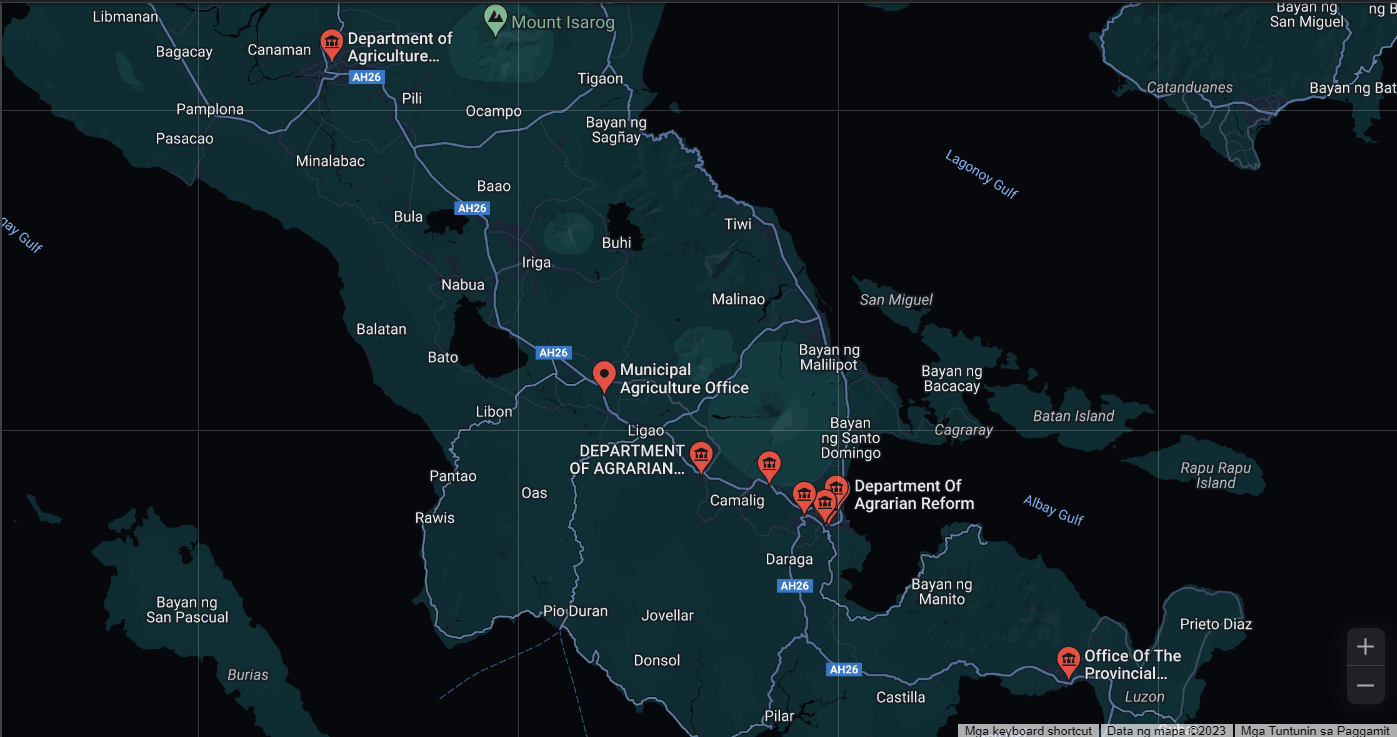 Libmanan
Mount Isarog
Bayan ng
San Miguel
ng B
Bagacay
Canaman
Department of
Agriculture...
AH26
Tigaon
Catanduanes
Bayan ng Bat
Pili
Pamplona
Ocampo
Bayan ng
Sagñay
Pasacao
Minalabac
Lagonoy Gulf
Baao
AH26
Bula
Tiwi
gay Gulf
Buhi
Iriga
Nabua
Malinao
San Miguel
Balatan
Bato
AH26
Bayan ng
Malilipot
Municipal
Agriculture Office
Bayan ng
Bacacay
Libon
Batan Island
Ligao
Bayan
ng Santo
Domingo
Cagraray
DEPARTMENT
OF AGRARIAN...
Pantao
Rapu Rapu
Island
Oas
Camalig
Department Of
Agrarian Reform
Albay Gulf
Rawis
Daraga
AH26
Bayan ng
Manito
Bayan ng
San Pascual
Pio Duran
Jovellar
Prieto Diaz
Donsol
Office Of The
Provincial...
Burias
AH26
Castilla
Luzon
Pilar
Mga keyboard shortcut
Data ng mapa ©2023
Mga Tuntunin sa Paggamit